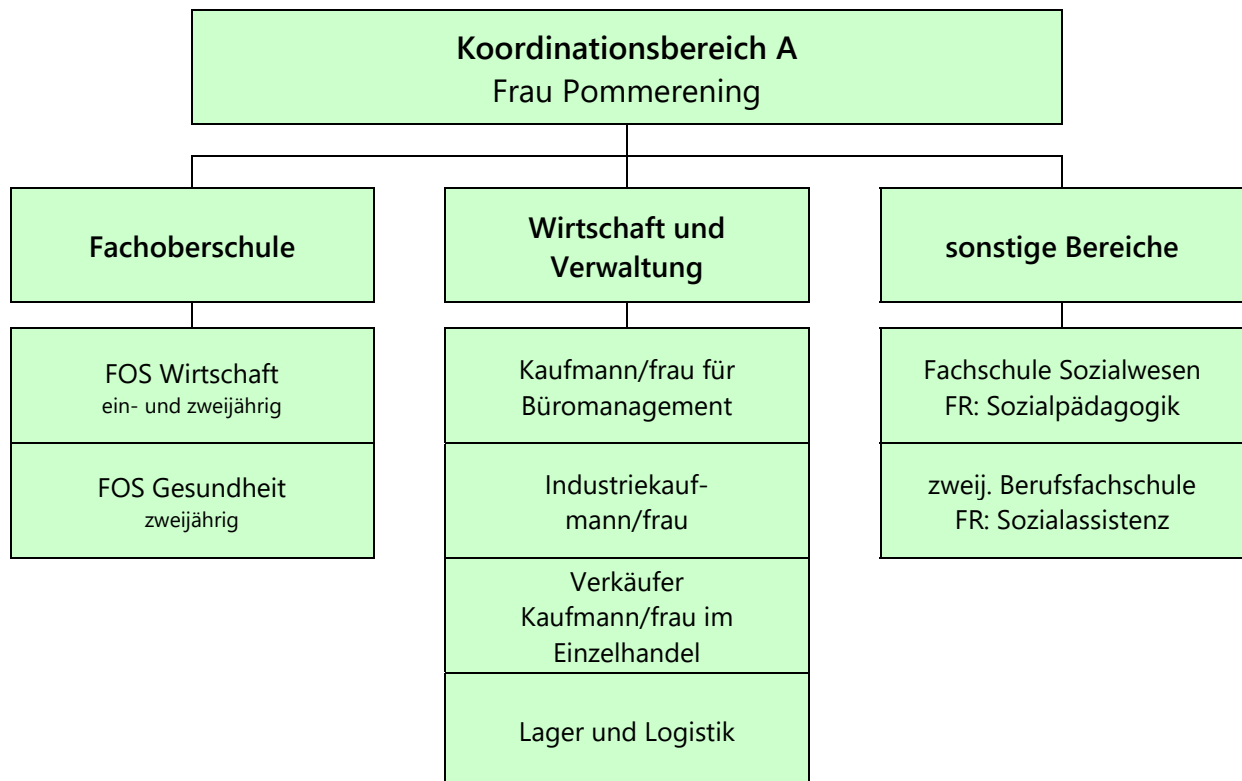 Koordinationsbereich A
Frau Pommerening
Fachoberschule
FOS Wirtschaft
ein- und zweijährig
FOS Gesundheit
zweijährig
Wirtschaft und
Verwaltung
Kaufmann/frau für
Büromanagement
Industriekauf-
mann/frau
Verkäufer
Kaufmann/frau im
Einzelhandel
Lager und Logistik
sonstige Bereiche
Fachschule Sozialwesen
FR: Sozialpädagogik
zweij. Berufsfachschule
FR: Sozialassistenz